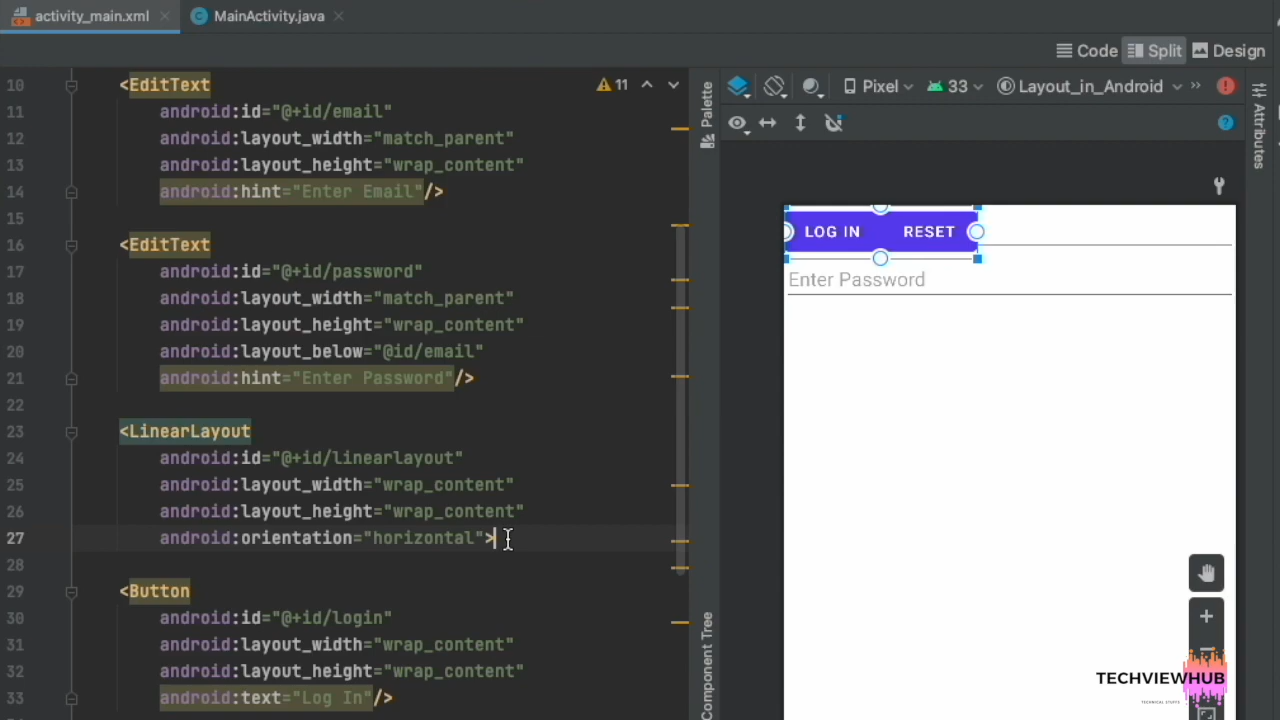 activity_main.xml
MainActivity.java
Code
Split
Design
10 <EditText
11 android:id="@+id/email"
12 android:layout_width="match_parent"
13 android:layout_height="wrap_content"
14 android:hint="Enter Email"/>
15
16 <EditText
17 android:id="@+id/password"
18 android:layout_width="match_parent"
19 android:layout_height="wrap_content"
20 android:layout_below="@id/email"
21 android:hint="Enter Password"/>
22
23 <LinearLayout
24 android:id="@+id/linearlayout"
25 android:layout_width="wrap_content"
26 android:layout_height="wrap_content"
27 android:orientation="horizontal">
28
29 <Button
30 android:id="@+id/login"
31 android:layout_width="wrap_content"
32 android:layout_height="wrap_content"
33 android:text="Log In"/>
11
Palette
Component Tree
Pixel
33
Layout_in_Android
Attributes
LOG IN
RESET
Enter Password
TECHVIEWHUB
TECHNICAL STUFFS